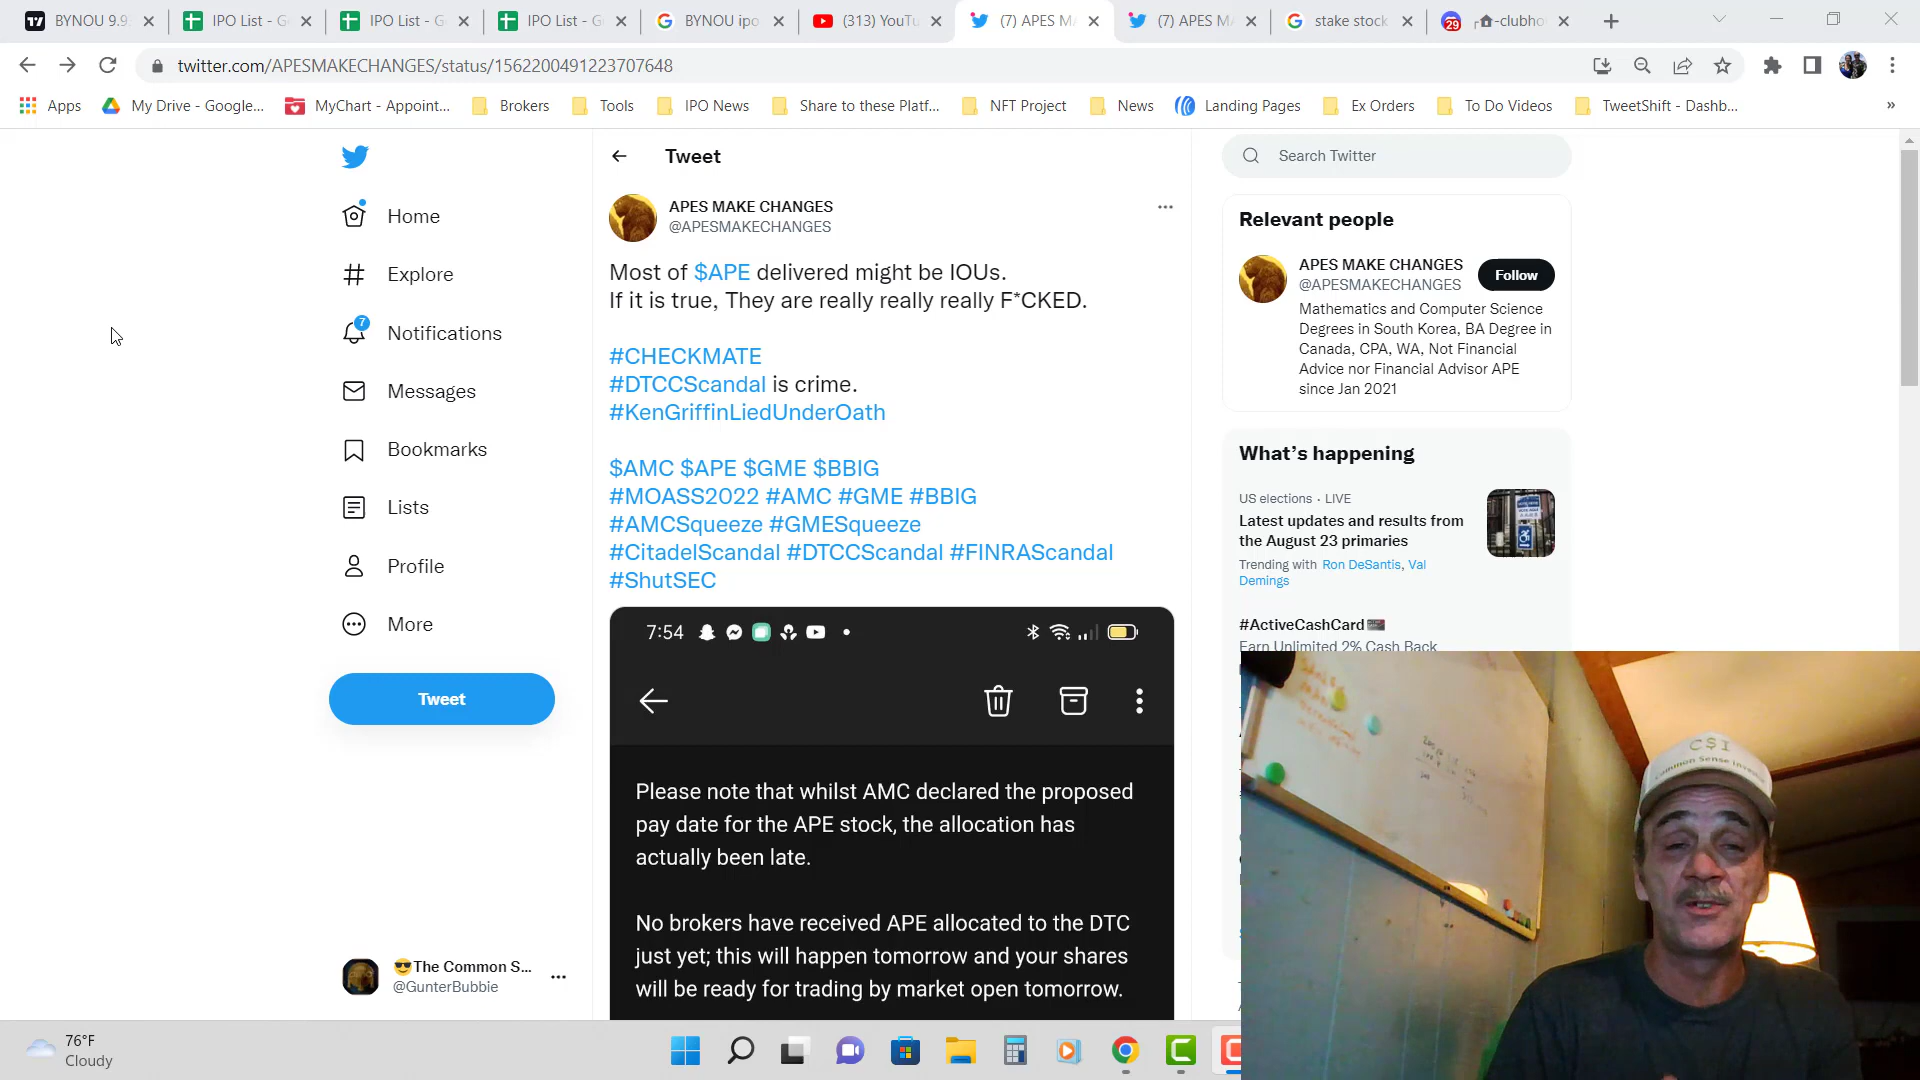 BYNOU 9.9
IPO List - G
IPO List - G
IPO List - G
BYNOU ipo
(313) YouTu
(7) APES MA
(7) APES MA
stake stock
-clubho
twitter.com/APESMAKECHANGES/status/1562200491223707648
Apps
My Drive - Google...
MyChart - Appoint...
Brokers
Tools
IPO News
Share to these Platf...
NFT Project
News
Landing Pages
Ex Orders
To Do Videos
TweetShift - Dashb...
Home
Explore
7
Notifications
Messages
Bookmarks
Lists
Profile
More
Tweet
😎The Common S...
@GunterBubbie
Tweet
APES MAKE CHANGES
@APESMAKECHANGES
Most of $APE delivered might be IOUs.
If it is true, They are really really really F*CKED.
#CHECKMATE
#DTCCScandal is crime.
#KenGriffinLiedUnderOath
$AMC $APE $GME $BBIG
#MOASS2022 #AMC #GME #BBIG
#AMCSqueeze #GMESqueeze
#CitadelScandal #DTCCScandal #FINRAScandal
#ShutSEC
7:54
Please note that whilst AMC declared the proposed
pay date for the APE stock, the allocation has
actually been late.
No brokers have received APE allocated to the DTC
just yet; this will happen tomorrow and your shares
will be ready for trading by market open tomorrow.
Search Twitter
Relevant people
APES MAKE CHANGES
@APESMAKECHANGES
Follow
Mathematics and Computer Science
Degrees in South Korea, BA Degree in
Canada, CPA, WA, Not Financial
Advice nor Financial Advisor APE
since Jan 2021
What's happening
US elections · LIVE
Latest updates and results from
the August 23 primaries
Trending with Ron DeSantis, Val
Demings
#ActiveCashCard
Earn Unlimited 2% Cash Back
C$I
Common Sense Invest
76°F
Cloudy